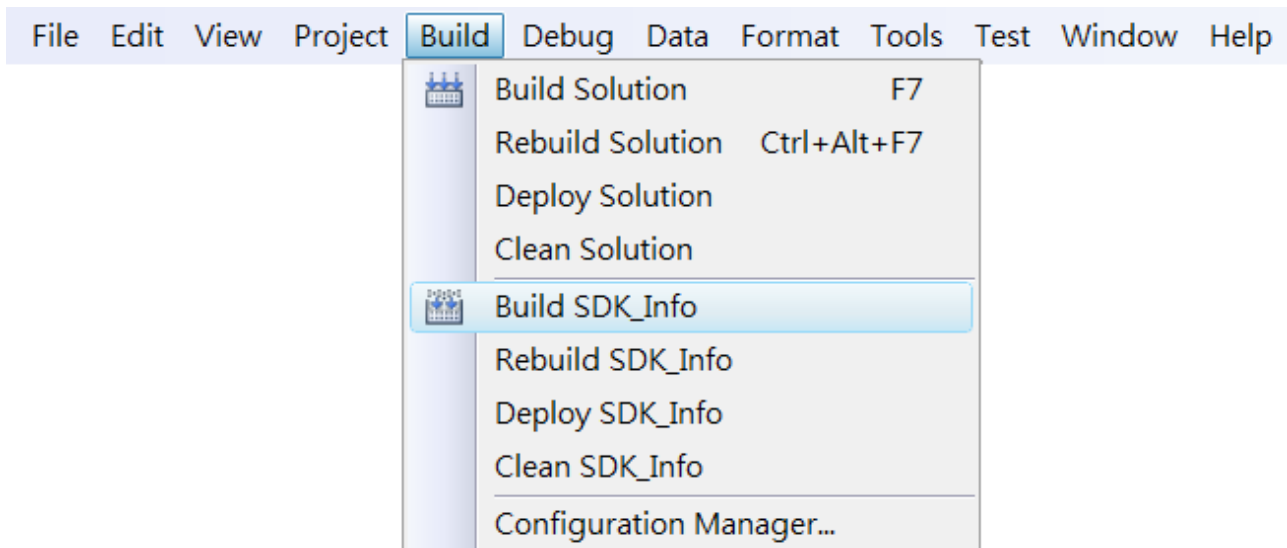 File Edit View Project Build Debug Data Format Tools Test Window Help
Build Solution F7
Rebuild Solution Ctrl+Alt+F7
Deploy Solution
Clean Solution
Build SDK_Info
Rebuild SDK_Info
Deploy SDK_Info
Clean SDK_Info
Configuration Manager...